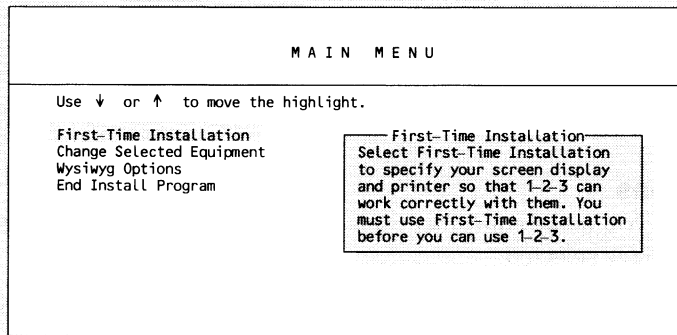 MAIN MENU
Use ↓ or ↑ to move the highlight.
First-Time Installation
Change Selected Equipment
Wysiwyg Options
End Install Program
First-Time Installation
Select First-Time Installation
to specify your screen display
and printer so that 1-2-3 can
work correctly with them. You
must use First-Time Installation
before you can use 1-2-3.